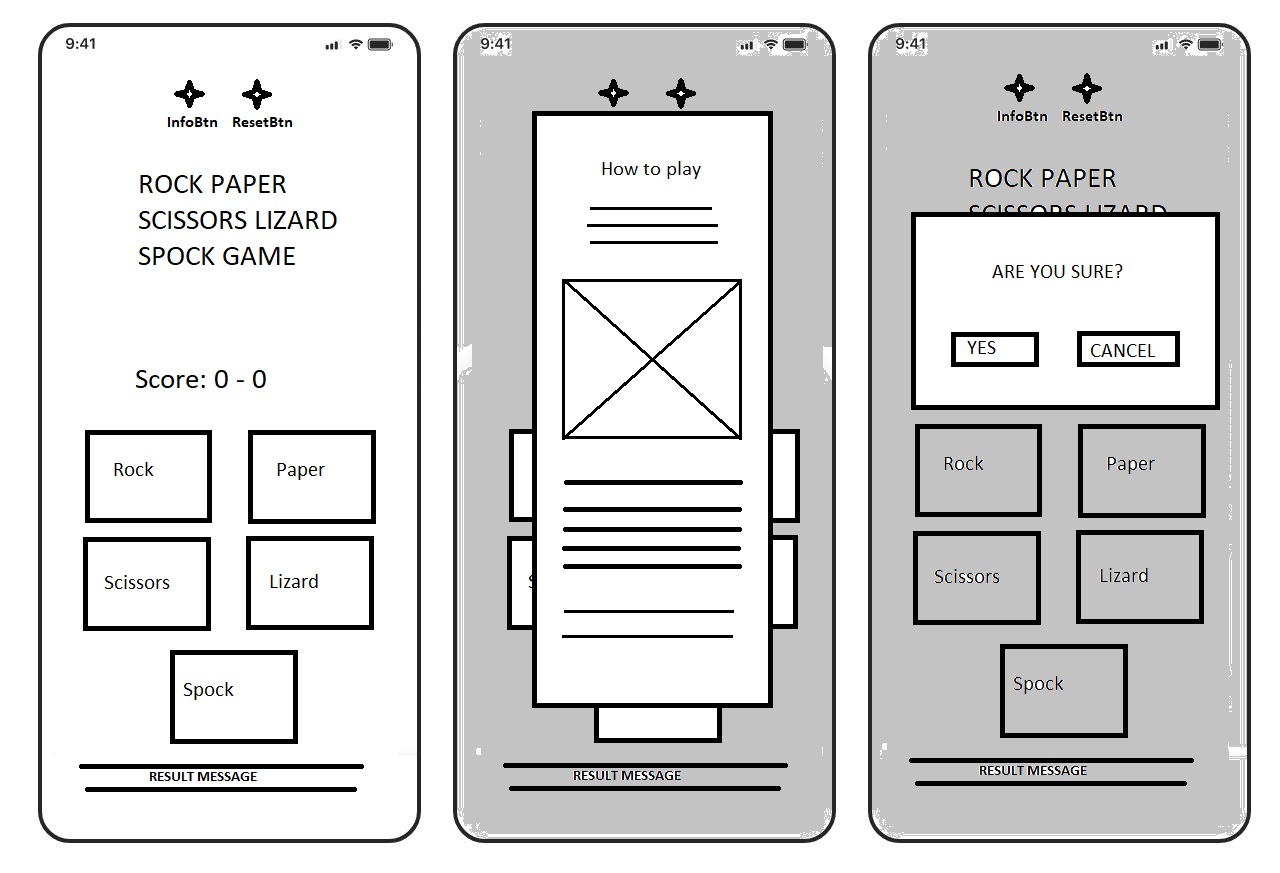 9:41
InfoBtn ResetBtn
ROCK PAPER
SCISSORS LIZARD
SPOCK GAME
Score: 0 - 0
Rock Paper
Scissors Lizard
Spock
RESULT MESSAGE
9:41
How to play
S
RESULT MESSAGE
9:41
InfoBtn ResetBtn
ROCK PAPER
SCISSORS LIZARD
ARE YOU SURE?
YES CANCEL
Rock Paper
Scissors Lizard
Spock
RESULT MESSAGE